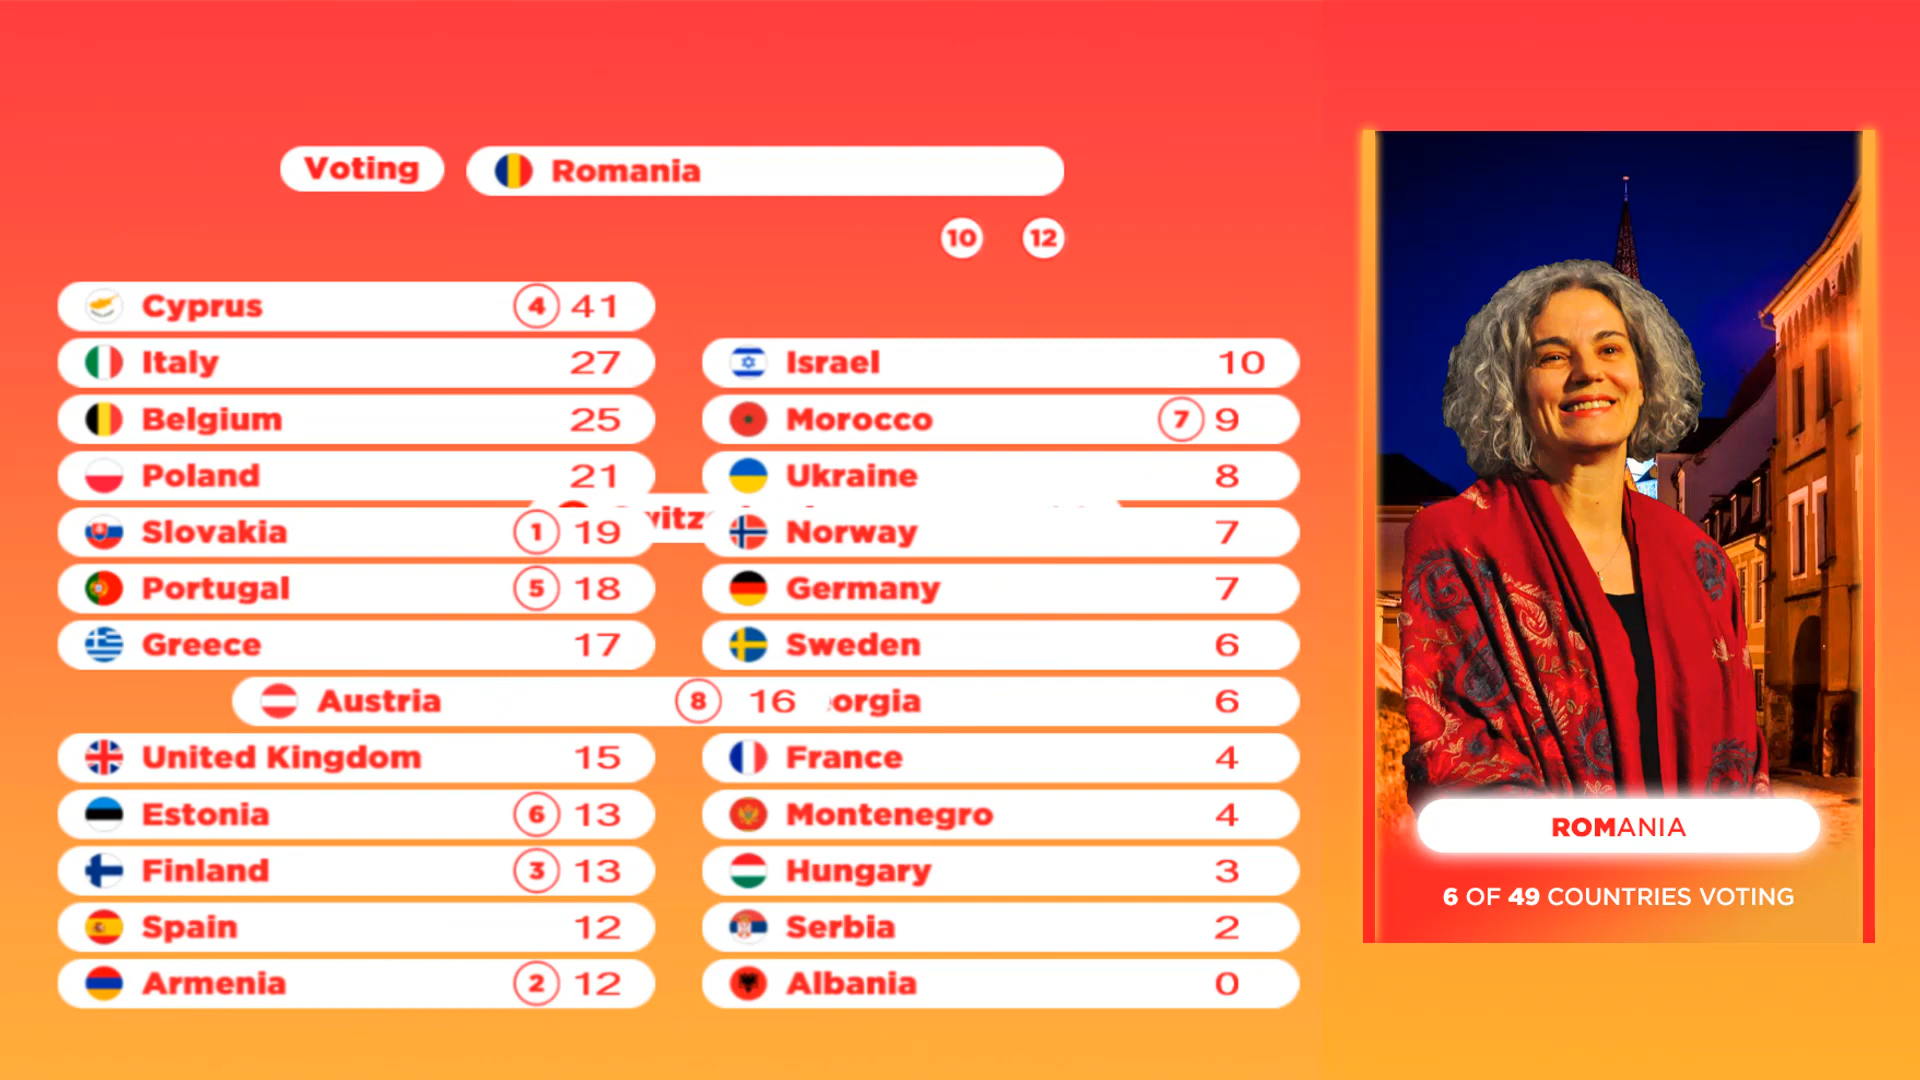 Voting
Romania
10 12
Cyprus 4 41
Italy 27
Belgium 25
Poland 21
Slovakia 1 19
Portugal 5 18
Greece 17
Austria 8 16
United Kingdom 15
Estonia 6 13
Finland 3 13
Spain 12
Armenia 2 12
Israel 10
Morocco 7 9
Ukraine 8
Norway 7
Germany 7
Sweden 6
orgia 6
France 4
Montenegro 4
Hungary 3
Serbia 2
Albania 0
ROMANIA
6 OF 49 COUNTRIES VOTING